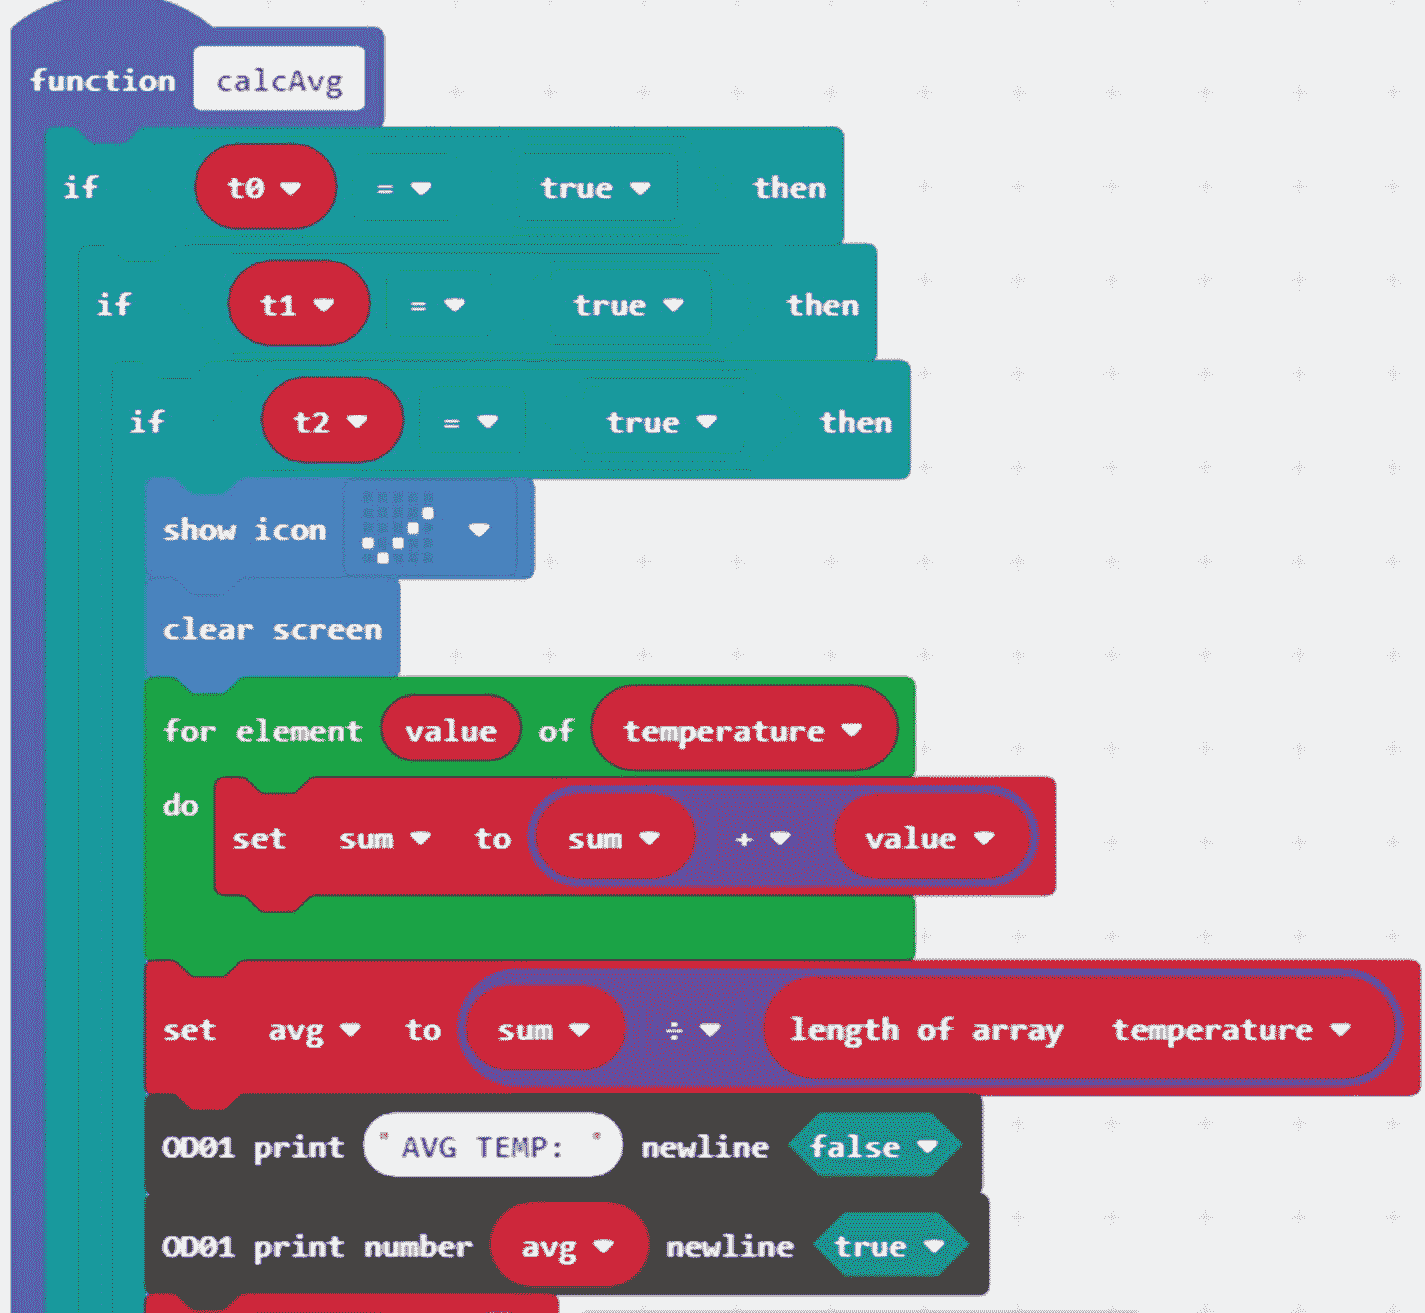 function calcAvg
if t0 = true then
if t1 = true then
if t2 = true then
show icon
clear screen
for element value of temperature
do
set sum to sum + value
set avg to sum ÷ length of array temperature
OD01 print "AVG TEMP: " newline false
OD01 print number avg newline true